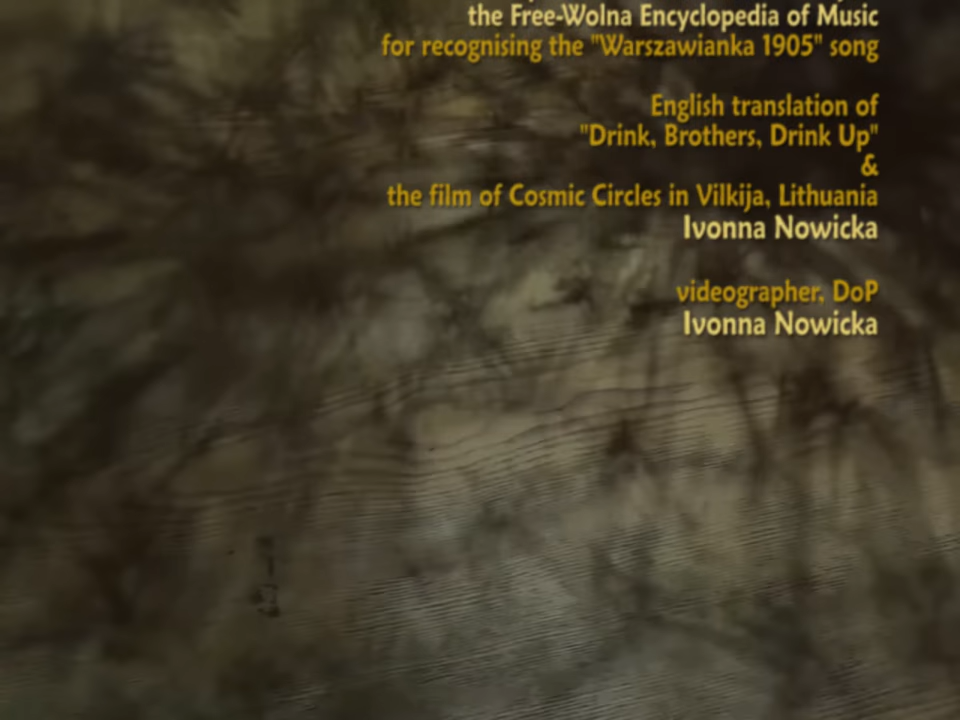 the Free-Wolna Encyclopedia of Music
for recognising the "Warszawianka 1905" song
English translation of
"Drink, Brothers, Drink Up"
&
the film of Cosmic Circles in Vilkija, Lithuania
Ivonna Nowicka
videographer, DoP
Ivonna Nowicka